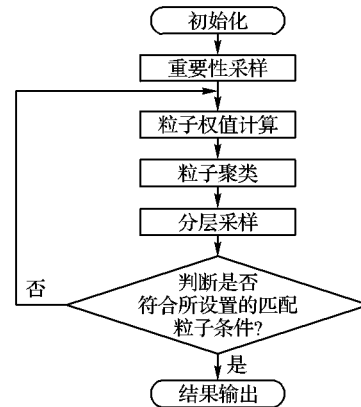 初始化
重要性采样
粒子权值计算
粒子聚类
分层采样
判断是否
符合所设置的匹配
粒子条件?
否
是
结果输出